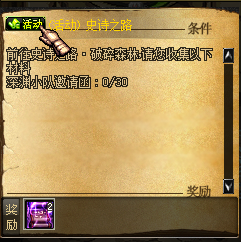 活动 (活动) 史诗之路
条件
前往史诗之路·破碎森林请您收集以下
材料
深渊小队邀请函：0/30
奖励
奖
励
2